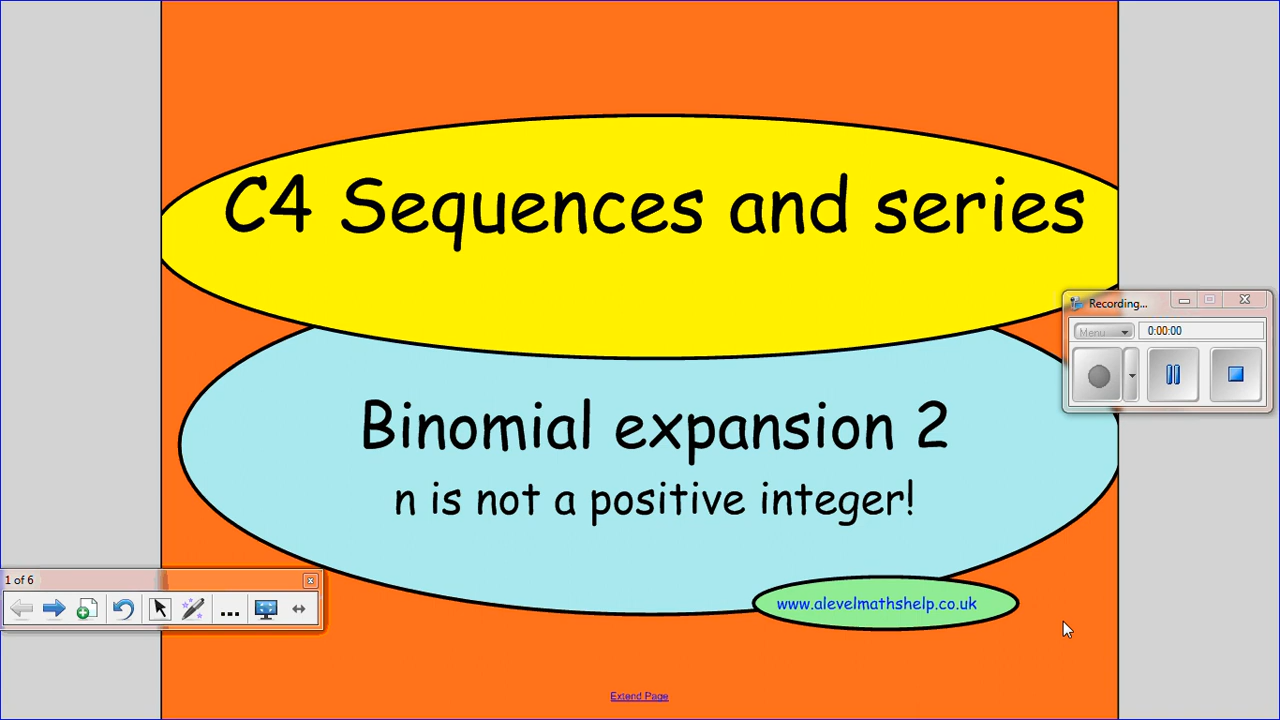 C4 Sequences and series
Recording...
Menu
0:00:00
Binomial expansion 2
n is not a positive integer!
1 of 6
www.alevelmathshelp.co.uk
Extend Page